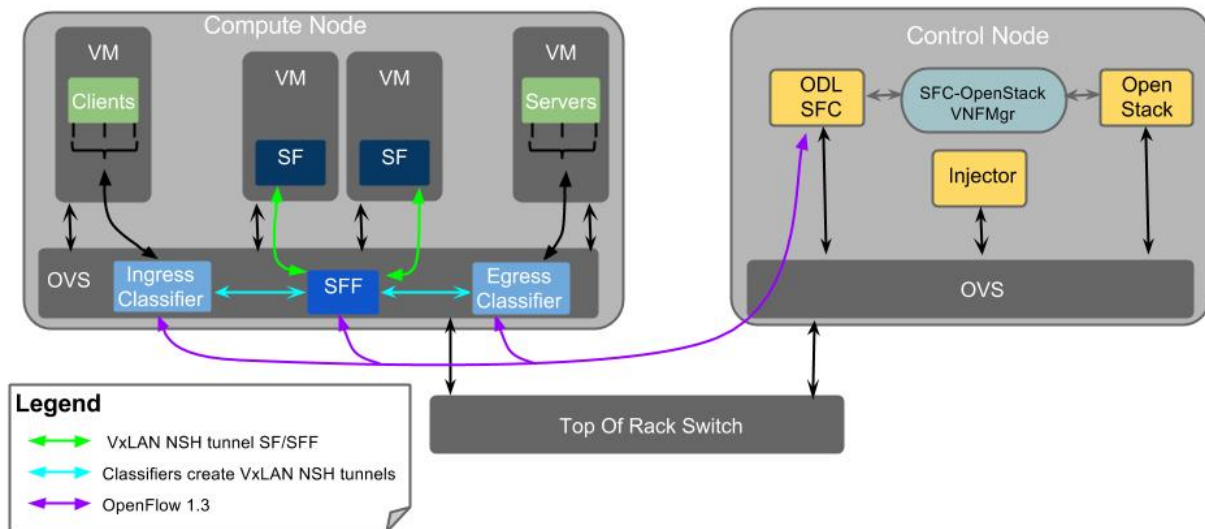 Compute Node
VM
Clients
VM
SF
VM
SF
VM
Servers
OVS
Ingress
Classifier
SFF
Egress
Classifier
Control Node
ODL
SFC
SFC-OpenStack
VNFMgr
Open
Stack
Injector
OVS
Top Of Rack Switch
Legend
VxLAN NSH tunnel SF/SFF
Classifiers create VxLAN NSH tunnels
OpenFlow 1.3